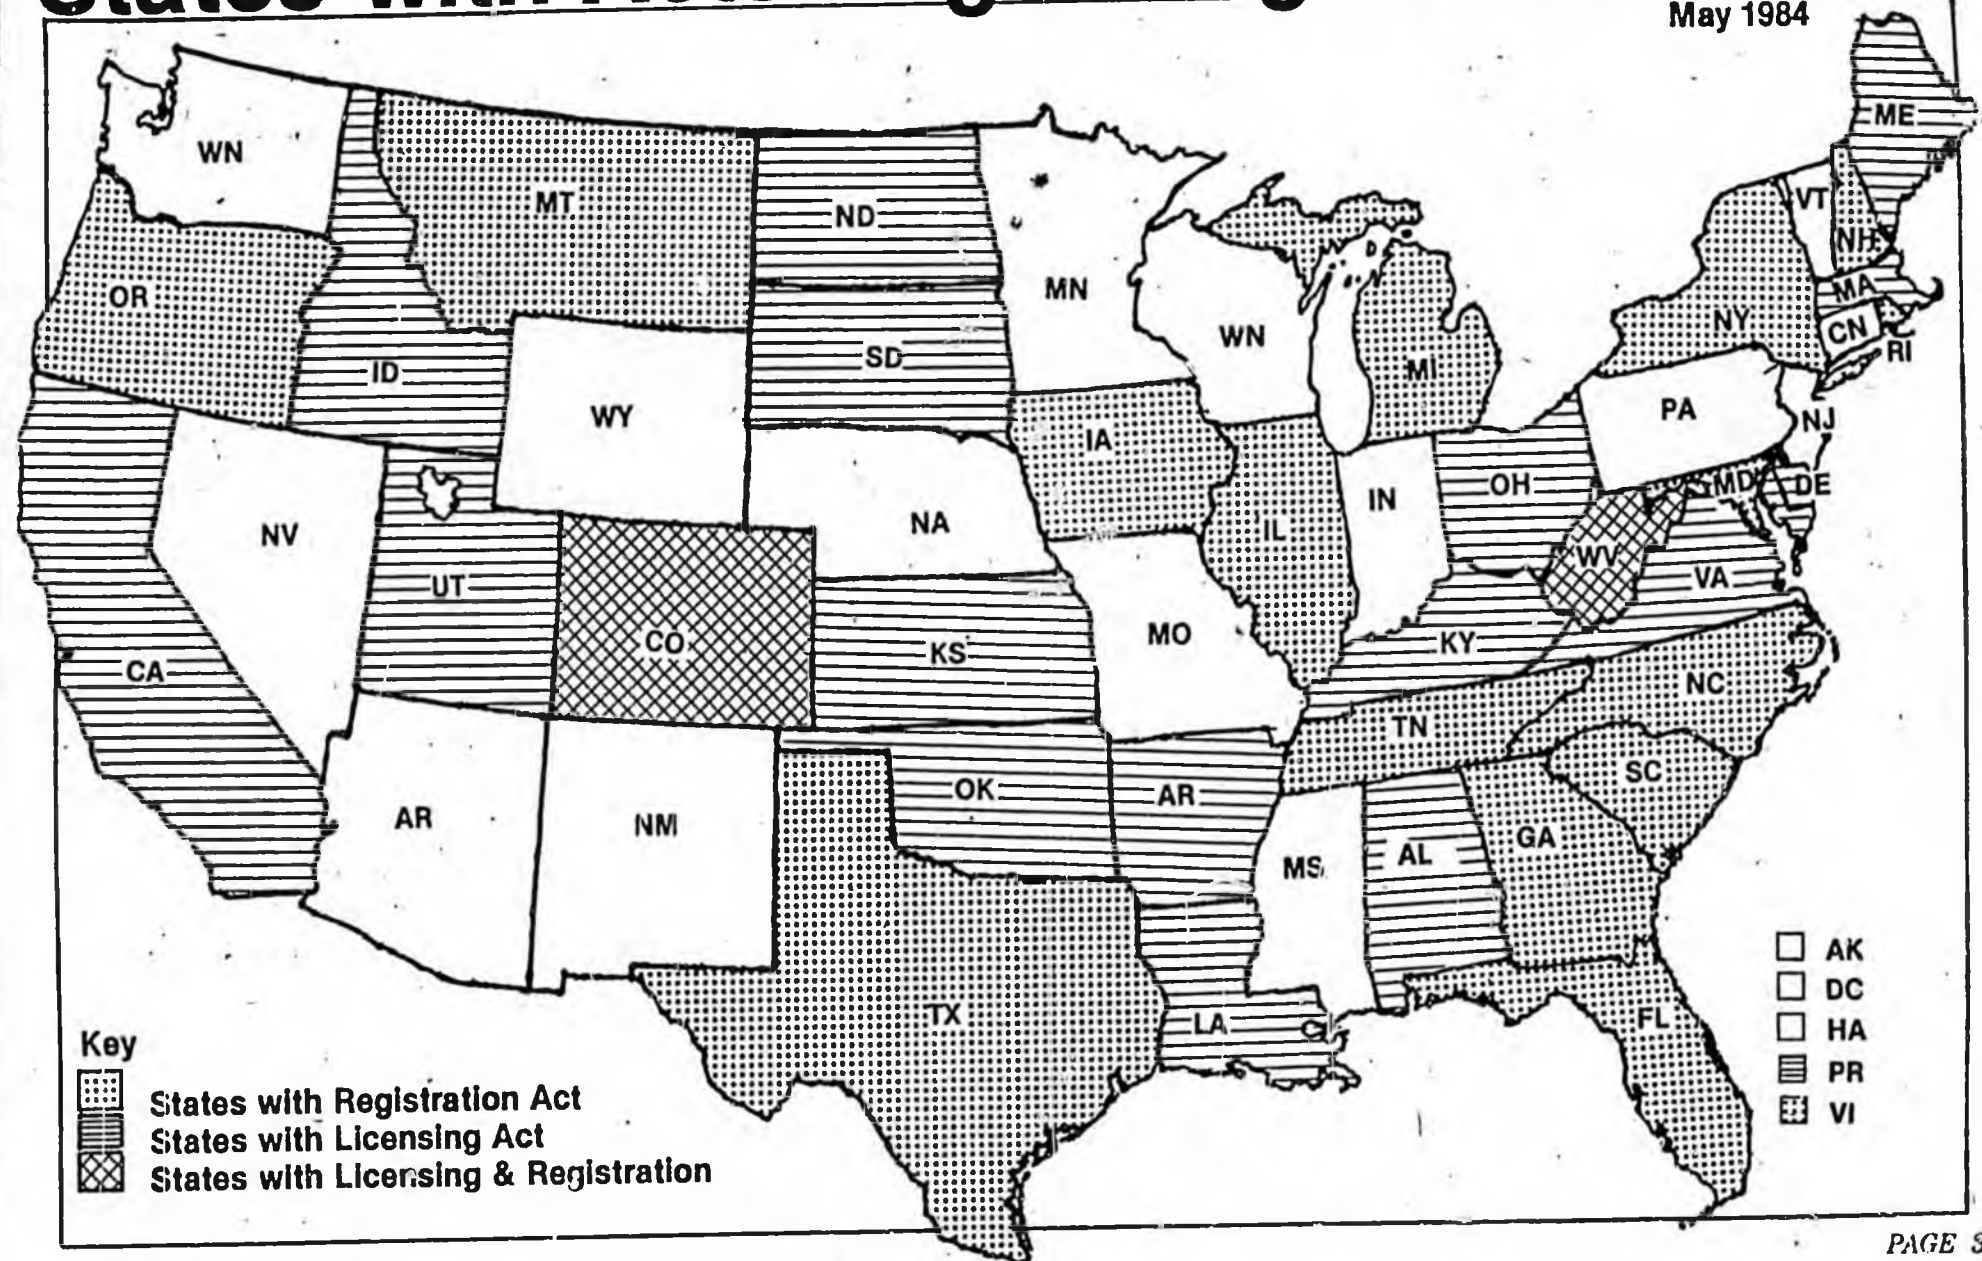 States with
May 1984
ME
WN
MT
ND
VT
NH
OR
MN
MA
WN
NY
CN
SD
RI
ID
MI
WY
PA
IA
NJ
OH
MD
DE
IN
NV
NA
IL
WV
UT
VA
CO
KS
MO
KY
CA
NC
TN
SC
OK
AR
AR
NM
GA
MS
AL
AK
DC
TX
LA
FL
HA
Key
PR
States with Registration Act
VI
States with Licensing Act
States with Licensing & Registration
PAGE